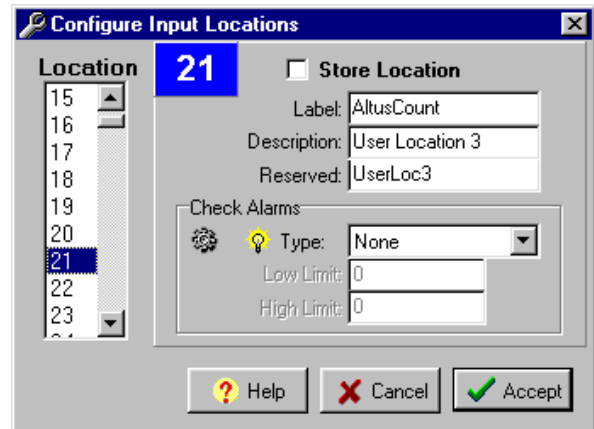 Configure Input Locations
Location
15
16
17
18
19
20
21
22
23
21
Store Location
Label: AltusCount
Description: User Location 3
Reserved: UserLoc3
Check Alarms
Type: None
Low Limit: 0
High Limit: 0
Help
Cancel
Accept